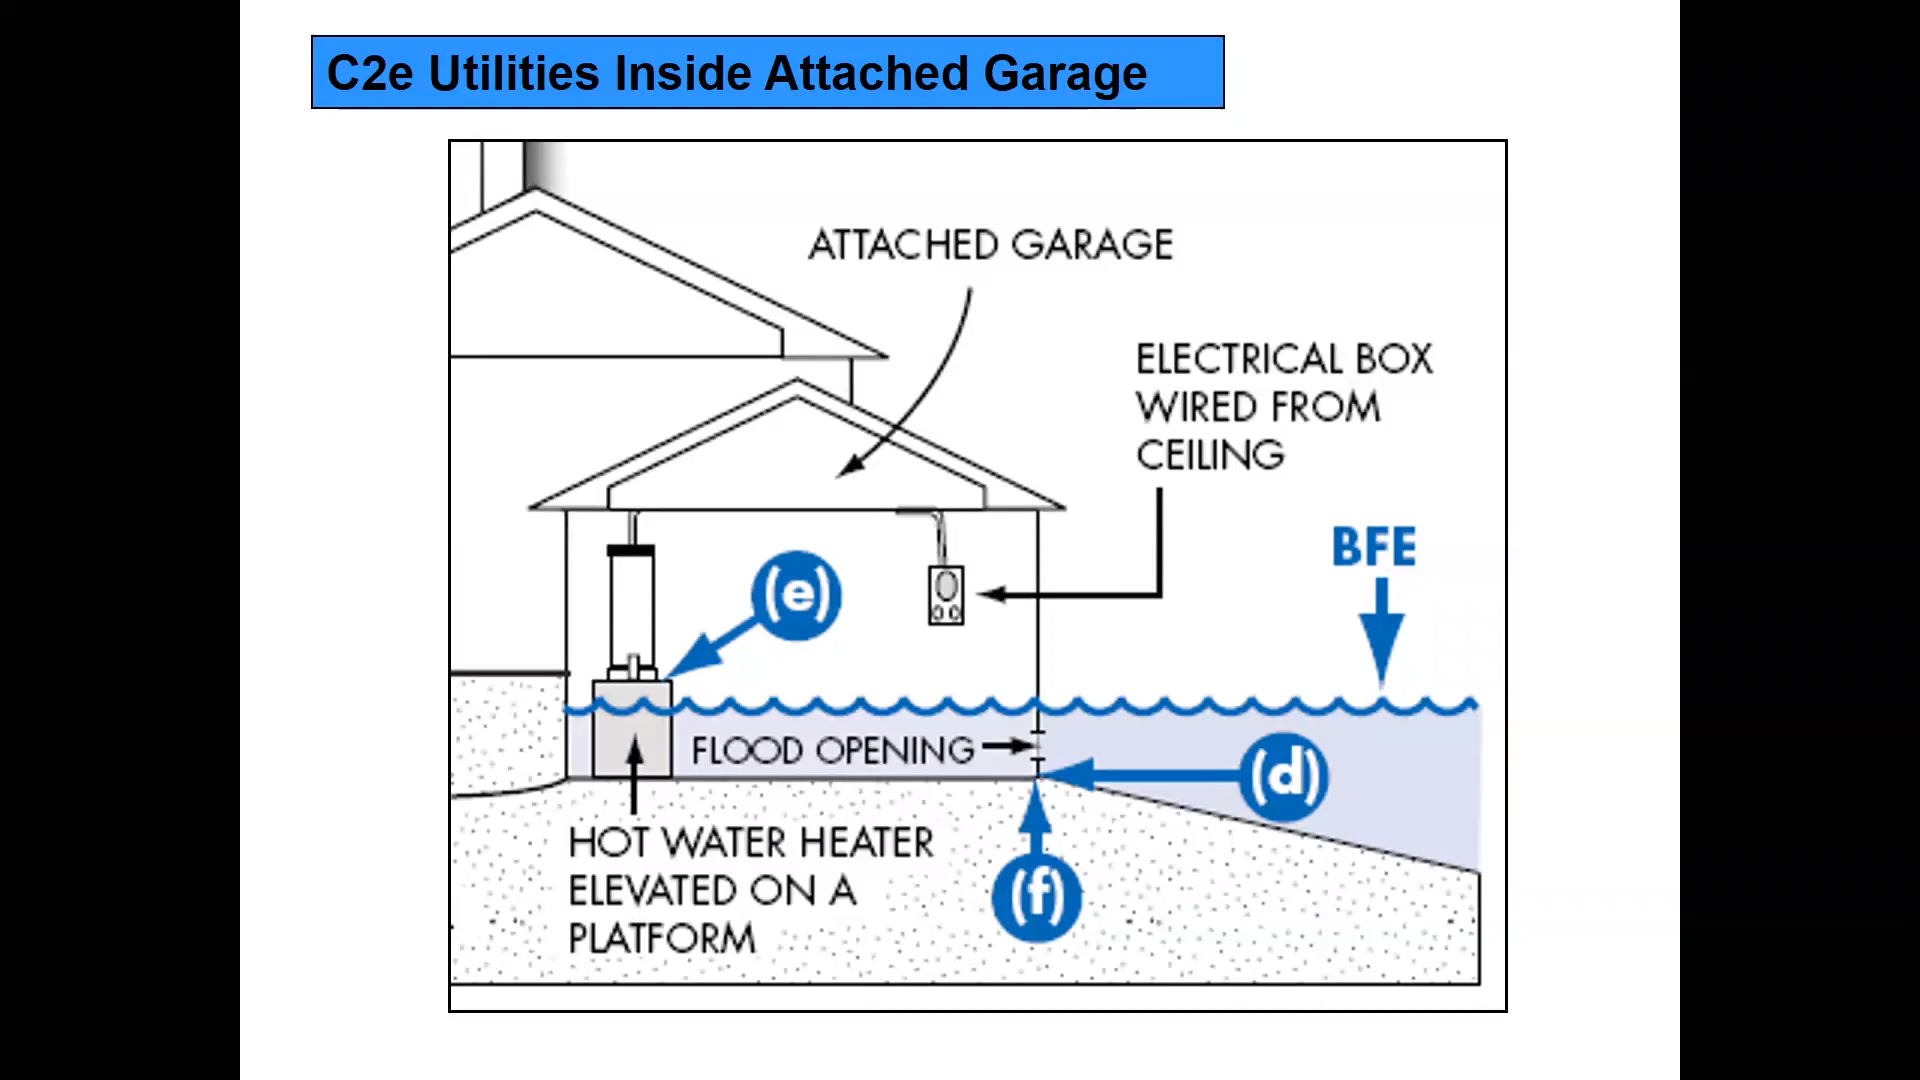 C2e Utilities Inside Attached Garage
ATTACHED GARAGE
ELECTRICAL BOX
WIRED FROM
CEILING
BFE
(e)
FLOOD OPENING
(d)
HOT WATER HEATER
ELEVATED ON A
PLATFORM
(f)